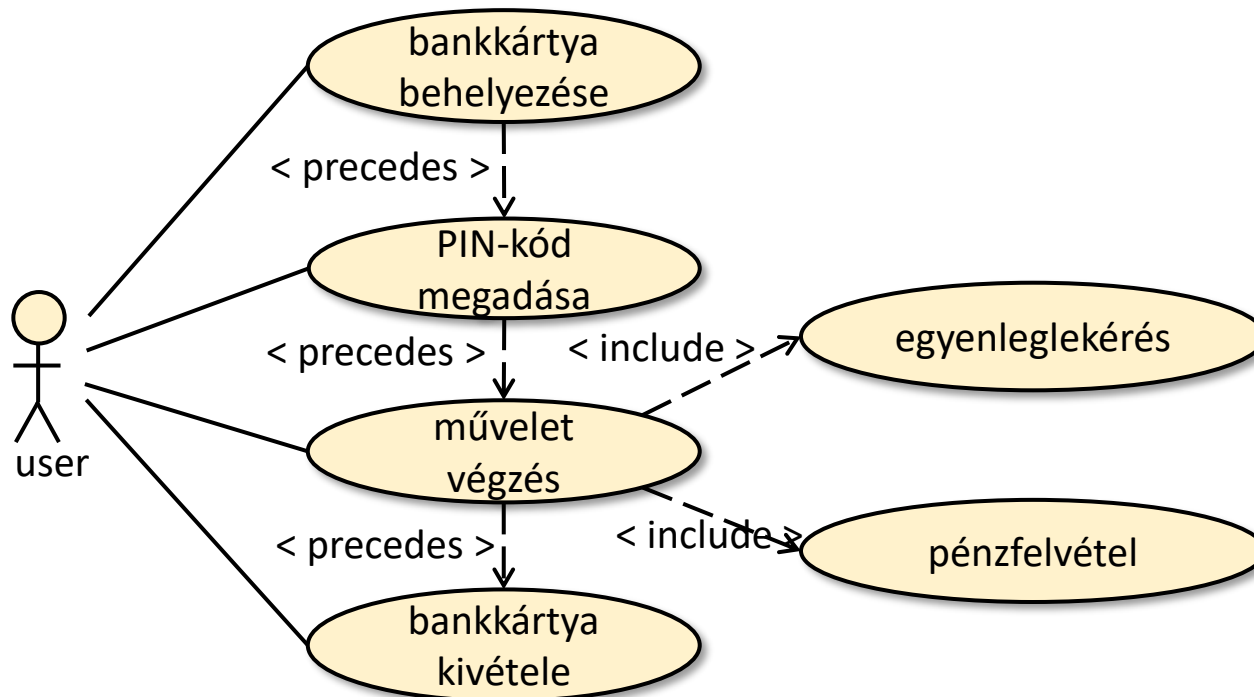 bankkártya
behelyezése
< precedes >
PIN-kód
megadása
< precedes >
< include >
egyenleglekérés
user
művelet
végzés
< precedes >
< include >
pénzfelvétel
bankkártya
kivétele